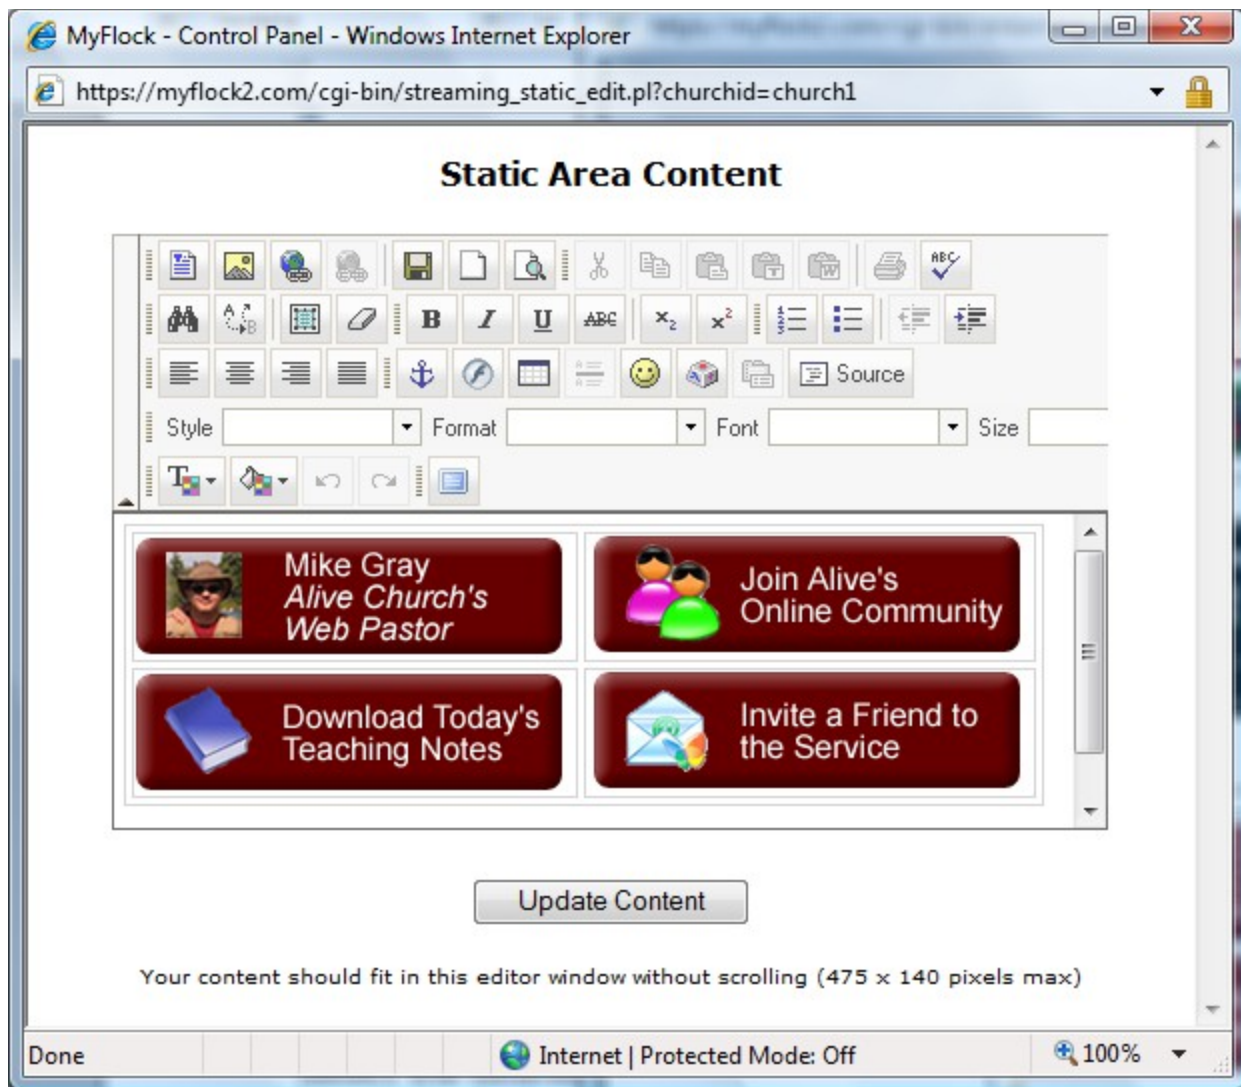 MyFlock - Control Panel - Windows Internet Explorer
https://myflock2.com/cgi-bin/streaming_static_edit.pl?churchid=church1
Static Area Content
ABC
A B
B I U ABC x₂ x²
Source
Style Format Font Size
T
Mike Gray
Alive Church's
Web Pastor
Join Alive's
Online Community
Download Today's
Teaching Notes
Invite a Friend to
the Service
Update Content
Your content should fit in this editor window without scrolling (475 x 140 pixels max)
Done Internet | Protected Mode: Off 100%